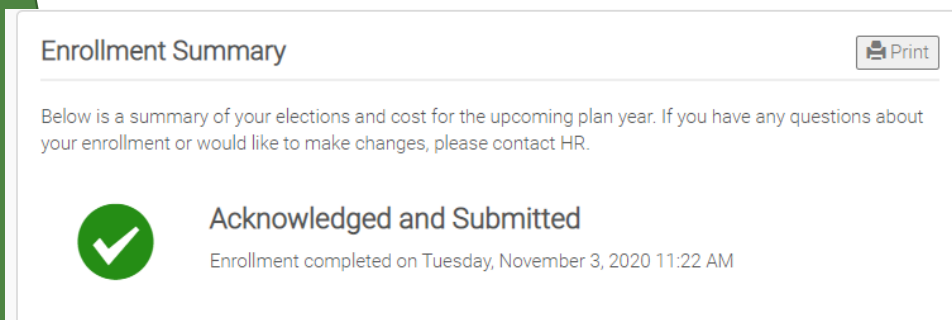 Enrollment Summary
Print
Below is a summary of your elections and cost for the upcoming plan year. If you have any questions about
your enrollment or would like to make changes, please contact HR.
Acknowledged and Submitted
Enrollment completed on Tuesday, November 3, 2020 11:22 AM